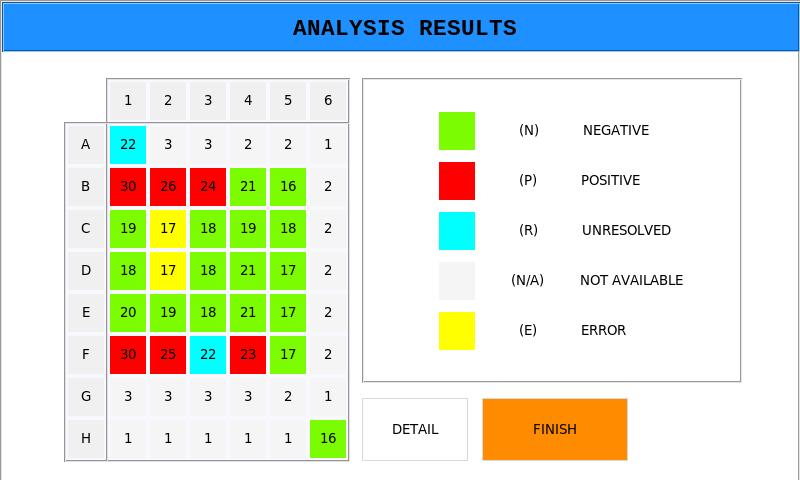 ANALYSIS RESULTS
1 2 3 4 5 6
A 22 3 3 2 2 1
B 30 26 24 21 16 2
C 19 17 18 19 18 2
D 18 17 18 21 17 2
E 20 19 18 21 17 2
F 30 25 22 23 17 2
G 3 3 3 3 2 1
H 1 1 1 1 1 16
(N) NEGATIVE
(P) POSITIVE
(R) UNRESOLVED
(N/A) NOT AVAILABLE
(E) ERROR
DETAIL FINISH